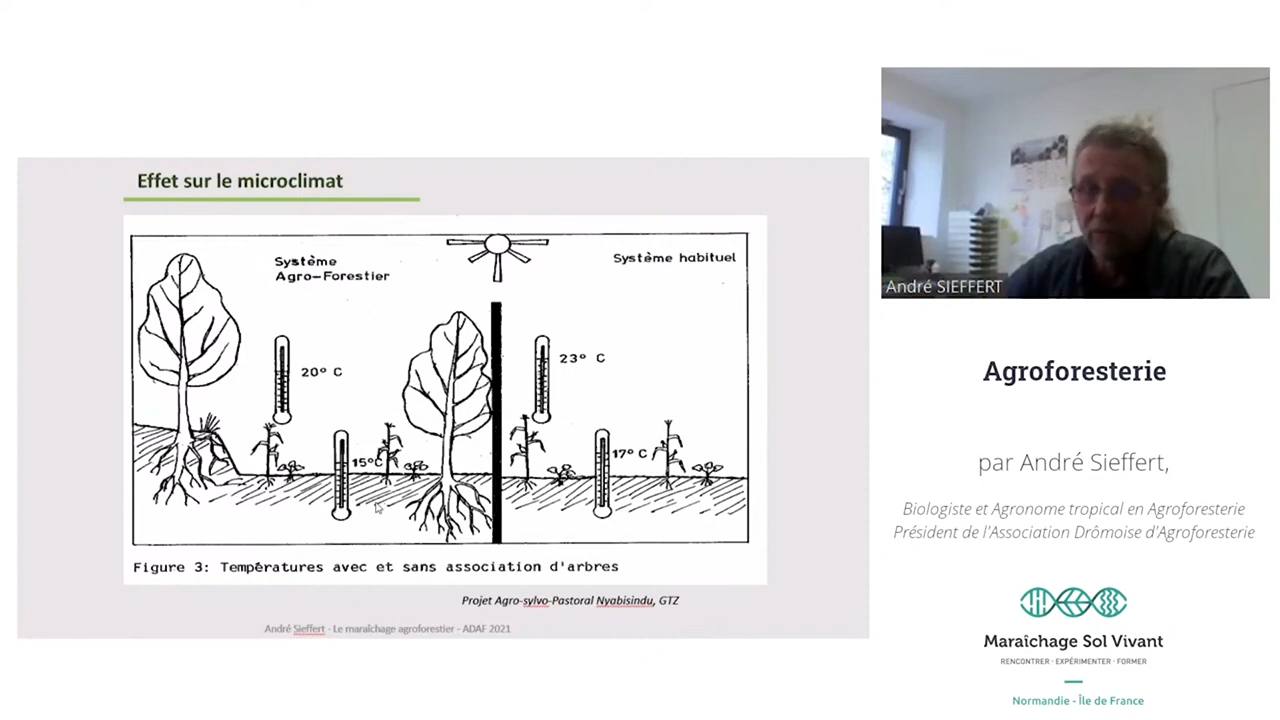 Effet sur le microclimat
Système
Agro-Forestier
Système habituel
20° C
23° C
15°C
17° C
Figure 3: Températures avec et sans association d'arbres
Projet Agro-sylvo-Pastoral Nyabisindu, GTZ
André Sieffert - Le maraîchage agroforestier - ADAF 2021
André SIEFFERT
Agroforesterie
par André Sieffert,
Biologiste et Agronome tropical en Agroforesterie
Président de l'Association Drômoise d'Agroforesterie
Maraîchage Sol Vivant
RENCONTRER · EXPÉRIMENTER · FORMER
Normandie - Île de France